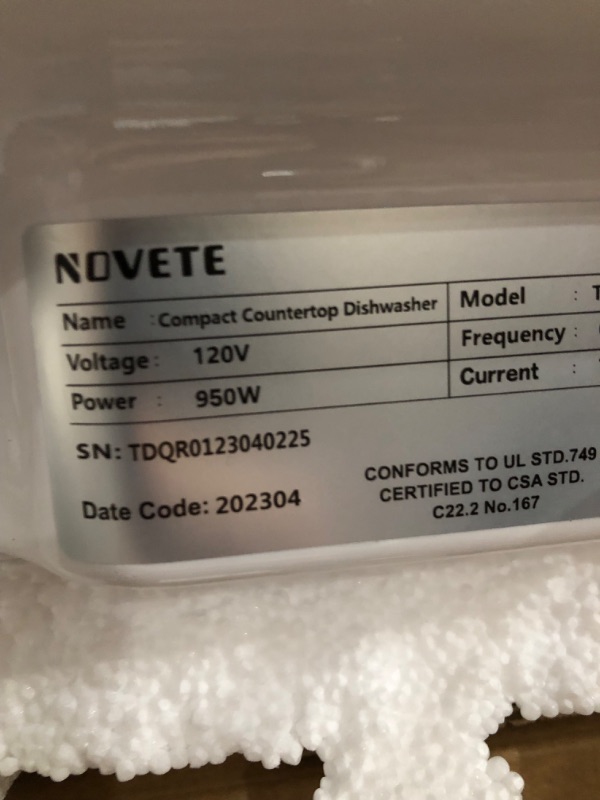 NOVETE
Name : Compact Countertop Dishwasher Model : T
Voltage : 120V Frequency :
Power : 950W Current :
SN: TDQR0123040225
Date Code: 202304
CONFORMS TO UL STD.749
CERTIFIED TO CSA STD.
C22.2 No.167